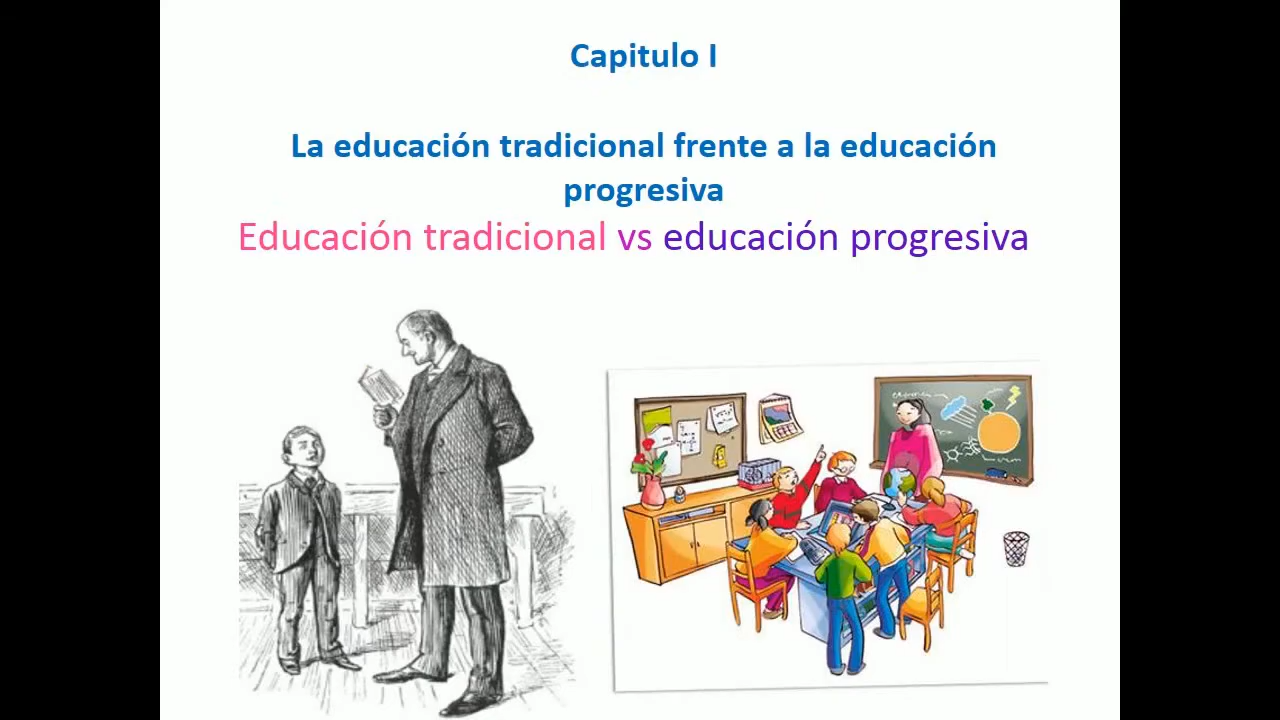 Capitulo I
La educación tradicional frente a la educación
progresiva
Educación tradicional vs educación progresiva